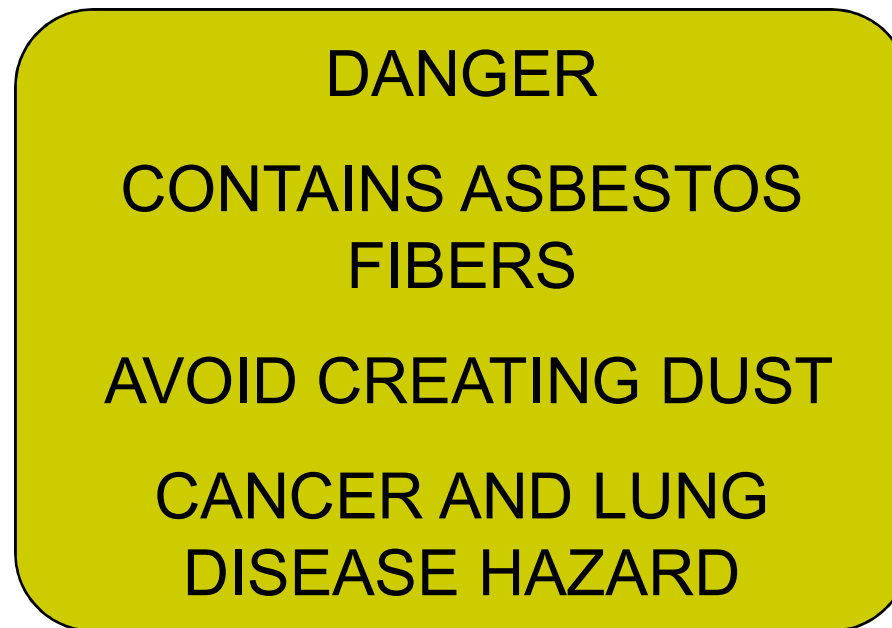 DANGER
CONTAINS ASBESTOS
FIBERS
AVOID CREATING DUST
CANCER AND LUNG
DISEASE HAZARD